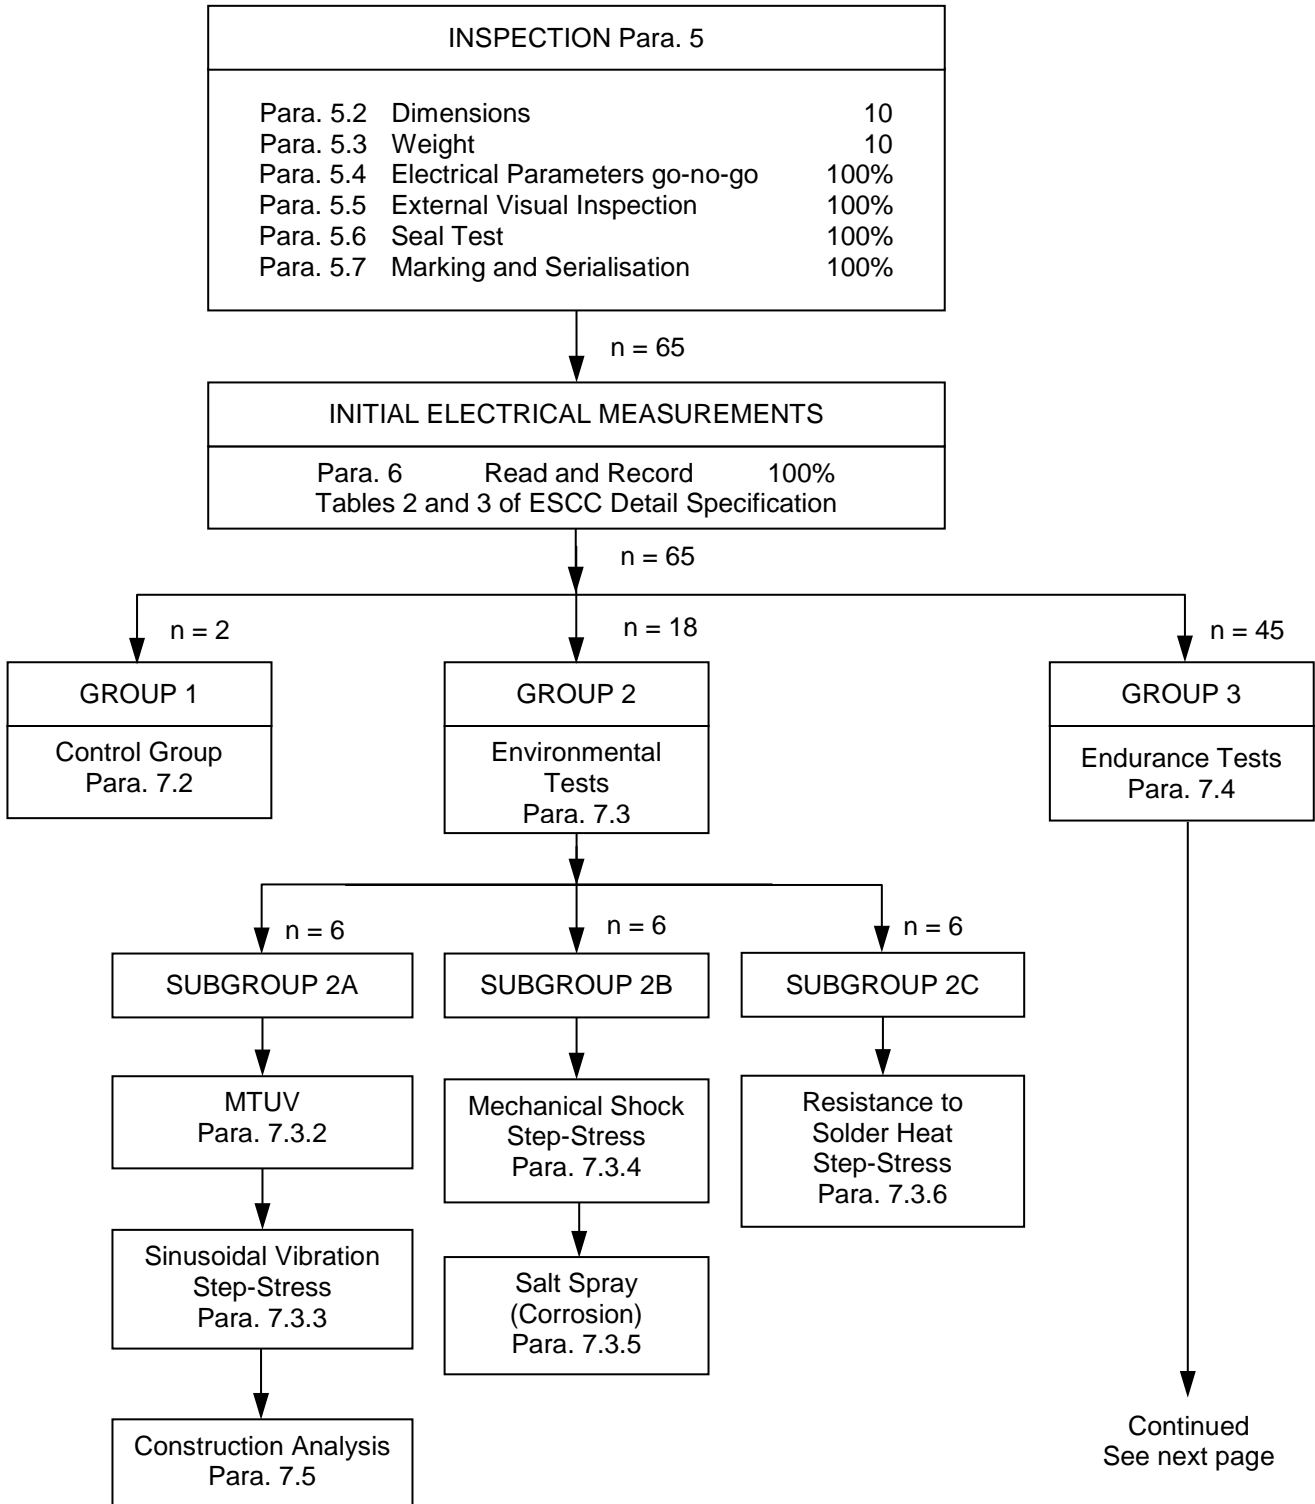 INSPECTION Para. 5
Para. 5.2 Dimensions 10
Para. 5.3 Weight 10
Para. 5.4 Electrical Parameters go-no-go 100%
Para. 5.5 External Visual Inspection 100%
Para. 5.6 Seal Test 100%
Para. 5.7 Marking and Serialisation 100%
n = 65
INITIAL ELECTRICAL MEASUREMENTS
Para. 6 Read and Record 100%
Tables 2 and 3 of ESCC Detail Specification
n = 65
n = 2
n = 18
n = 45
GROUP 1
Control Group
Para. 7.2
GROUP 2
Environmental
Tests
Para. 7.3
GROUP 3
Endurance Tests
Para. 7.4
n = 6
n = 6
n = 6
SUBGROUP 2A
SUBGROUP 2B
SUBGROUP 2C
MTUV
Para. 7.3.2
Mechanical Shock
Step-Stress
Para. 7.3.4
Resistance to
Solder Heat
Step-Stress
Para. 7.3.6
Sinusoidal Vibration
Step-Stress
Para. 7.3.3
Salt Spray
(Corrosion)
Para. 7.3.5
Construction Analysis
Para. 7.5
Continued
See next page